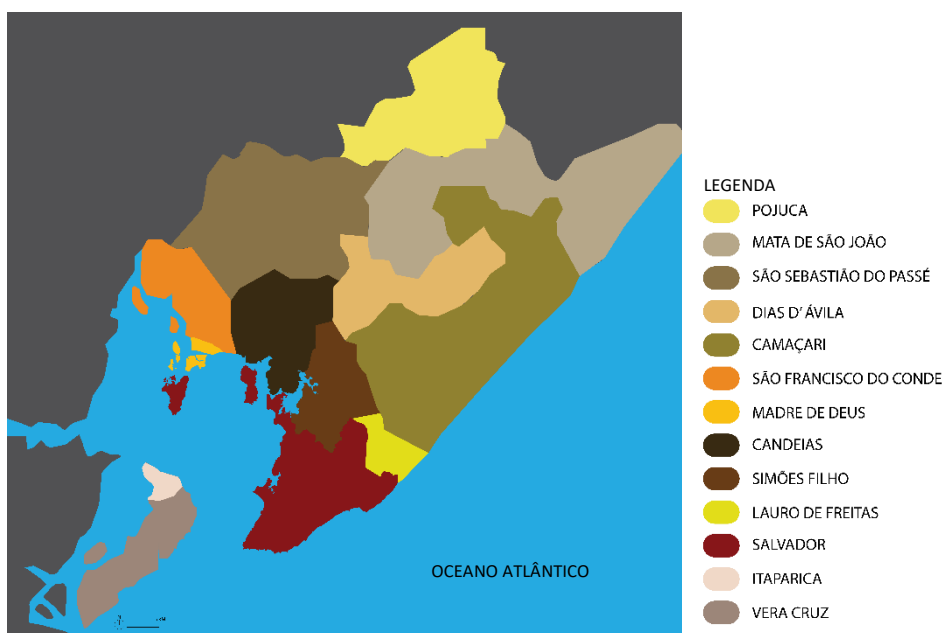 LEGENDA
POJUCA
MATA DE SÃO JOÃO
SÃO SEBASTIÃO DO PASSÉ
DIAS D' ÁVILA
CAMAÇARI
SÃO FRANCISCO DO CONDE
MADRE DE DEUS
CANDEIAS
SIMÕES FILHO
LAURO DE FREITAS
SALVADOR
ITAPARICA
VERA CRUZ
OCEANO ATLÂNTICO